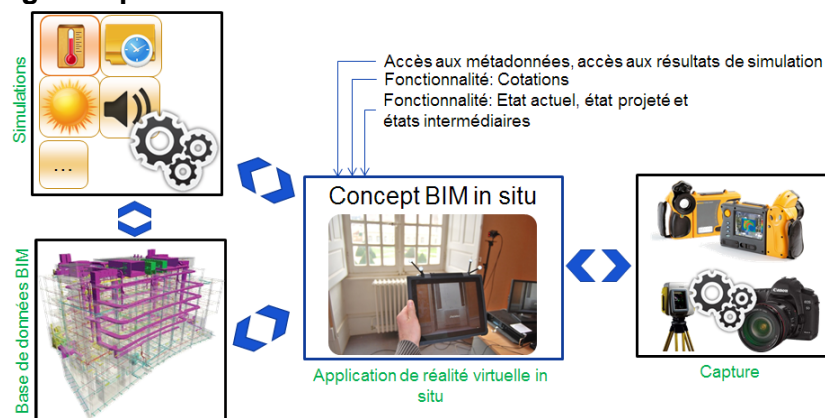 Accès aux métadonnées, accès aux résultats de simulation
Fonctionnalité: Cotations
Fonctionnalité: Etat actuel, état projeté et
états intermédiaires
Simulations
...
Concept BIM in situ
Base de données BIM
Application de réalité virtuelle in
situ
Canon
Capture